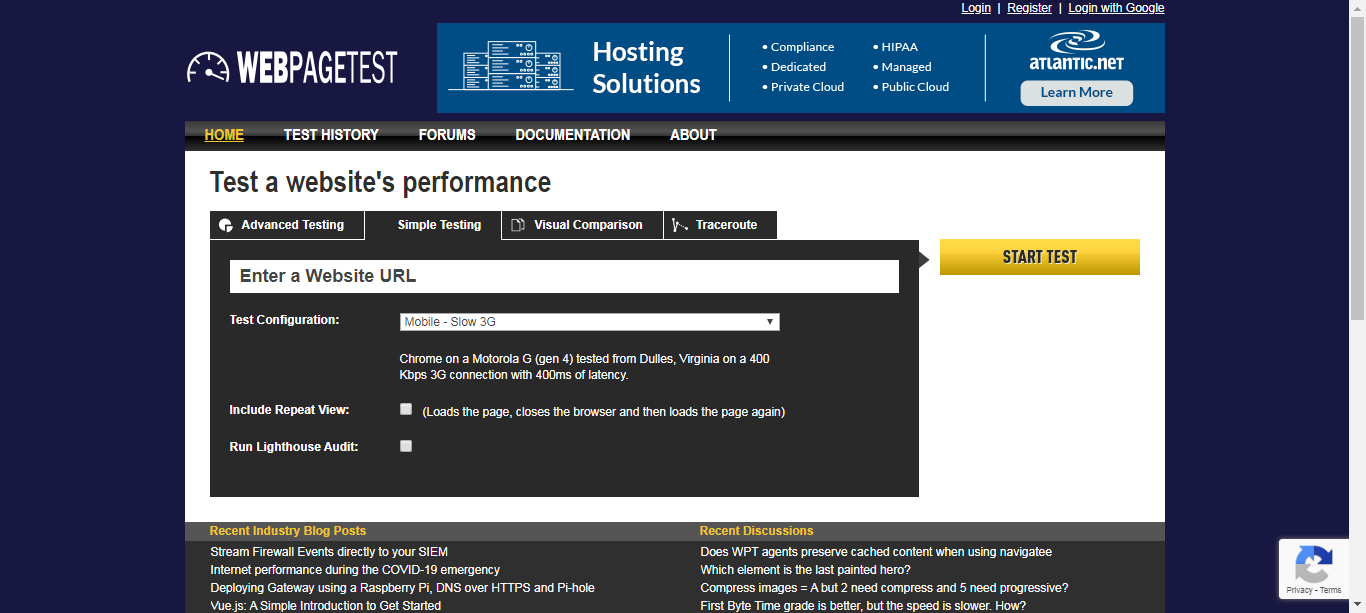 Login | Register | Login with Google
WEBPAGETEST
Hosting
Solutions
• Compliance
• Dedicated
• Private Cloud
• HIPAA
• Managed
• Public Cloud
ATLANTIC.NET
Learn More
HOME TEST HISTORY FORUMS DOCUMENTATION ABOUT
Test a website's performance
Advanced Testing Simple Testing Visual Comparison Traceroute
Enter a Website URL
START TEST
Test Configuration: Mobile - Slow 3G
Chrome on a Motorola G (gen 4) tested from Dulles, Virginia on a 400
Kbps 3G connection with 400ms of latency.
Include Repeat View: (Loads the page, closes the browser and then loads the page again)
Run Lighthouse Audit:
Recent Industry Blog Posts
Stream Firewall Events directly to your SIEM
Internet performance during the COVID-19 emergency
Deploying Gateway using a Raspberry Pi, DNS over HTTPS and Pi-hole
Vue.js: A Simple Introduction to Get Started
Recent Discussions
Does WPT agents preserve cached content when using navigatee
Which element is the last painted hero?
Compress images = A but 2 need compress and 5 need progressive?
First Byte Time grade is better, but the speed is slower. How?
Privacy - Terms